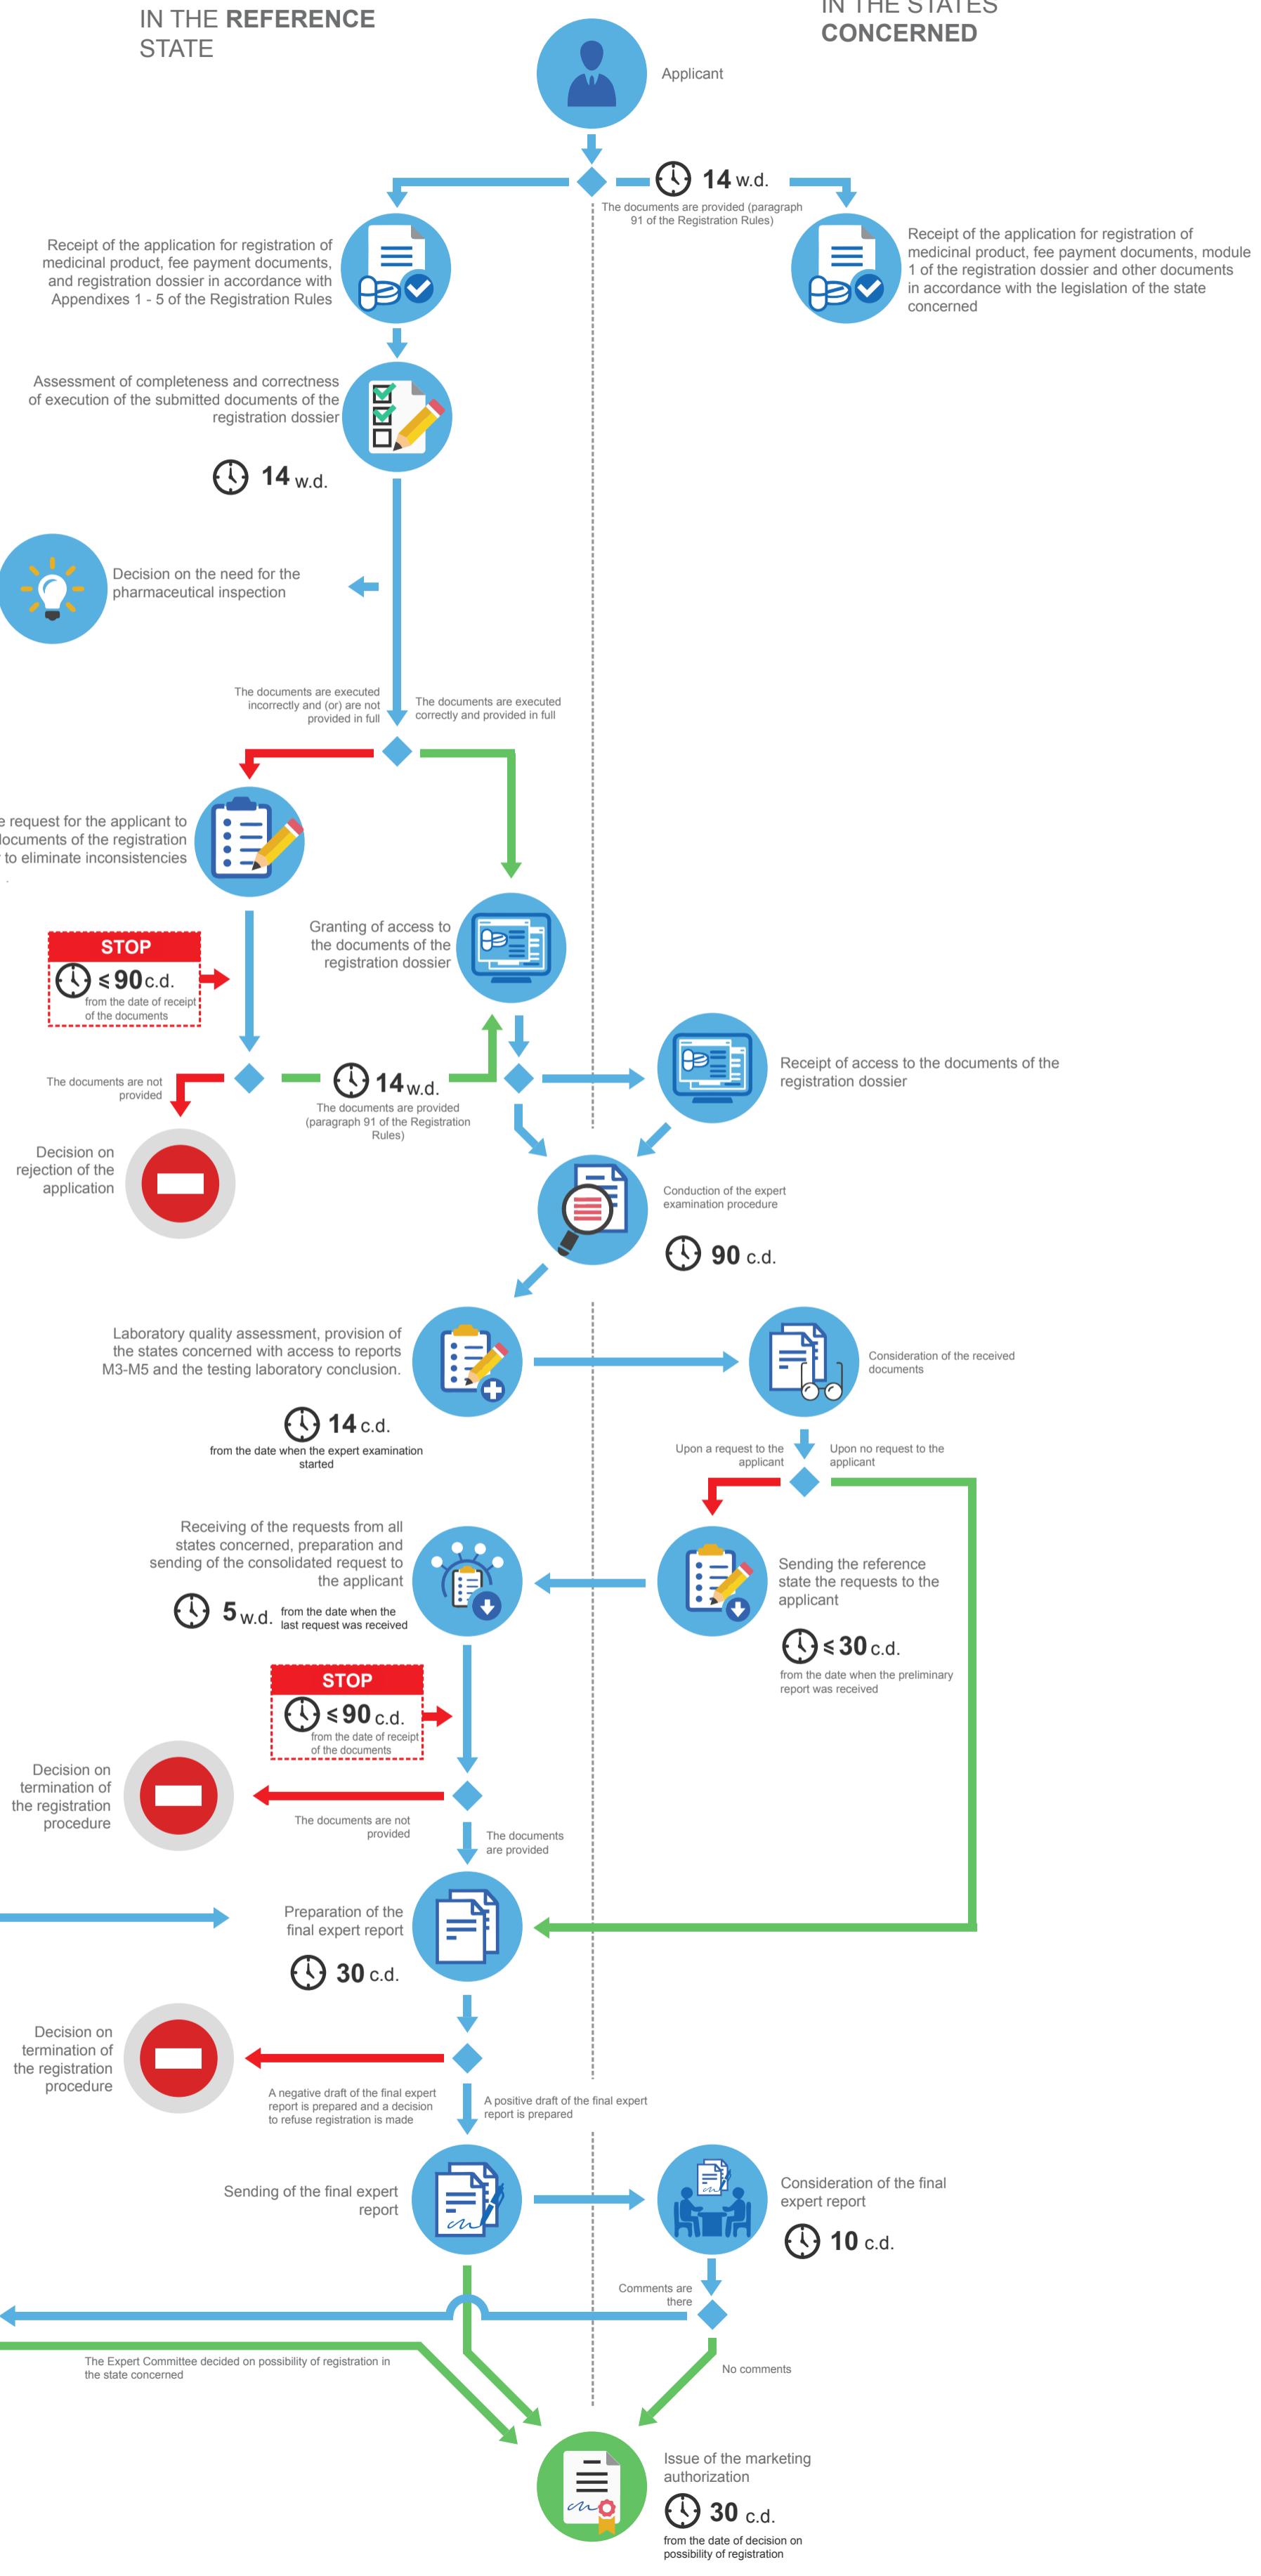 IN THE REFERENCE
STATE
IN THE STATES
CONCERNED
Applicant
14 w.d.
The documents are provided (paragraph
91 of the Registration Rules)
Receipt of the application for registration of
medicinal product, fee payment documents,
and registration dossier in accordance with
Appendixes 1 - 5 of the Registration Rules
Receipt of the application for registration of
medicinal product, fee payment documents, module
1 of the registration dossier and other documents
in accordance with the legislation of the state
concerned
Assessment of completeness and correctness
of execution of the submitted documents of the
registration dossier
14 w.d.
Decision on the need for the
pharmaceutical inspection
The documents are executed
incorrectly and (or) are not
provided in full
The documents are executed
correctly and provided in full
request for the applicant to
documents of the registration
to eliminate inconsistencies
.
Granting of access to
the documents of the
registration dossier
STOP
≤ 90 c.d.
from the date of receipt
of the documents
Receipt of access to the documents of the
registration dossier
The documents are not
provided
14 w.d.
The documents are provided
(paragraph 91 of the Registration
Rules)
Decision on
rejection of the
application
Conduction of the expert
examination procedure
90 c.d.
Laboratory quality assessment, provision of
the states concerned with access to reports
M3-M5 and the testing laboratory conclusion.
14 c.d.
from the date when the expert examination
started
Consideration of the received
documents
Upon a request to the
applicant
Upon no request to the
applicant
Receiving of the requests from all
states concerned, preparation and
sending of the consolidated request to
the applicant
5 w.d. from the date when the
last request was received
Sending the reference
state the requests to the
applicant
≤ 30 c.d.
from the date when the preliminary
report was received
STOP
≤ 90 c.d.
from the date of receipt
of the documents
Decision on
termination of
the registration
procedure
The documents are not
provided
The documents
are provided
Preparation of the
final expert report
30 c.d.
Decision on
termination of
the registration
procedure
A negative draft of the final expert
report is prepared and a decision
to refuse registration is made
A positive draft of the final expert
report is prepared
Sending of the final expert
report
Consideration of the final
expert report
10 c.d.
Comments are
there
The Expert Committee decided on possibility of registration in
the state concerned
No comments
Issue of the marketing
authorization
30 c.d.
from the date of decision on
possibility of registration